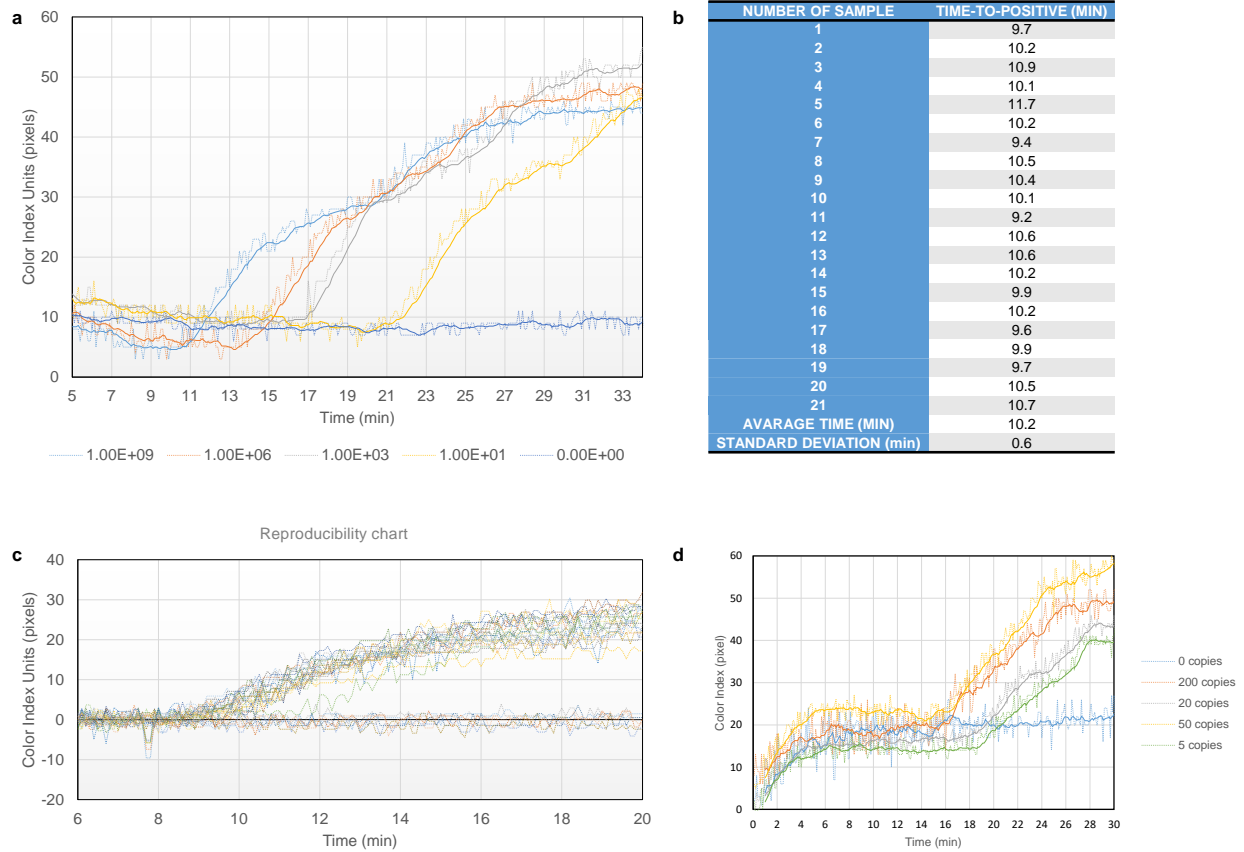 a
60
50
40
30
20
10
0
Color Index Units (pixels)
5 7 9 11 13 15 17 19 21 23 25 27 29 31 33
Time (min)
1.00E+09 1.00E+06 1.00E+03 1.00E+01 0.00E+00
b
NUMBER OF SAMPLE TIME-TO-POSITIVE (MIN)
1 9.7
2 10.2
3 10.9
4 10.1
5 11.7
6 10.2
7 9.4
8 10.5
9 10.4
10 10.1
11 9.2
12 10.6
13 10.6
14 10.2
15 9.9
16 10.2
17 9.6
18 9.9
19 9.7
20 10.5
21 10.7
AVARAGE TIME (MIN) 10.2
STANDARD DEVIATION (min) 0.6
c
Reproducibility chart
40
30
20
10
0
-10
-20
Color Index Units (pixels)
6 8 10 12 14 16 18 20
Time (min)
d
60
50
40
30
20
10
0
Color Index (pixel)
0 2 4 6 8 10 12 14 16 18 20 22 24 26 28 30
Time (min)
0 copies
200 copies
20 copies
50 copies
5 copies